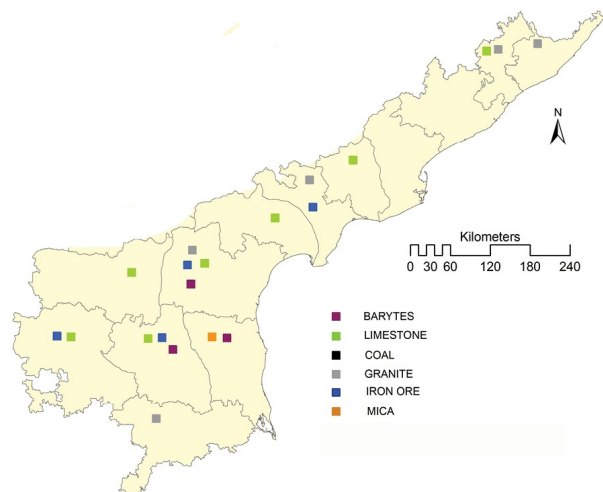 N
Kilometers
0 30 60 120 180 240
BARYTES
LIMESTONE
COAL
GRANITE
IRON ORE
MICA